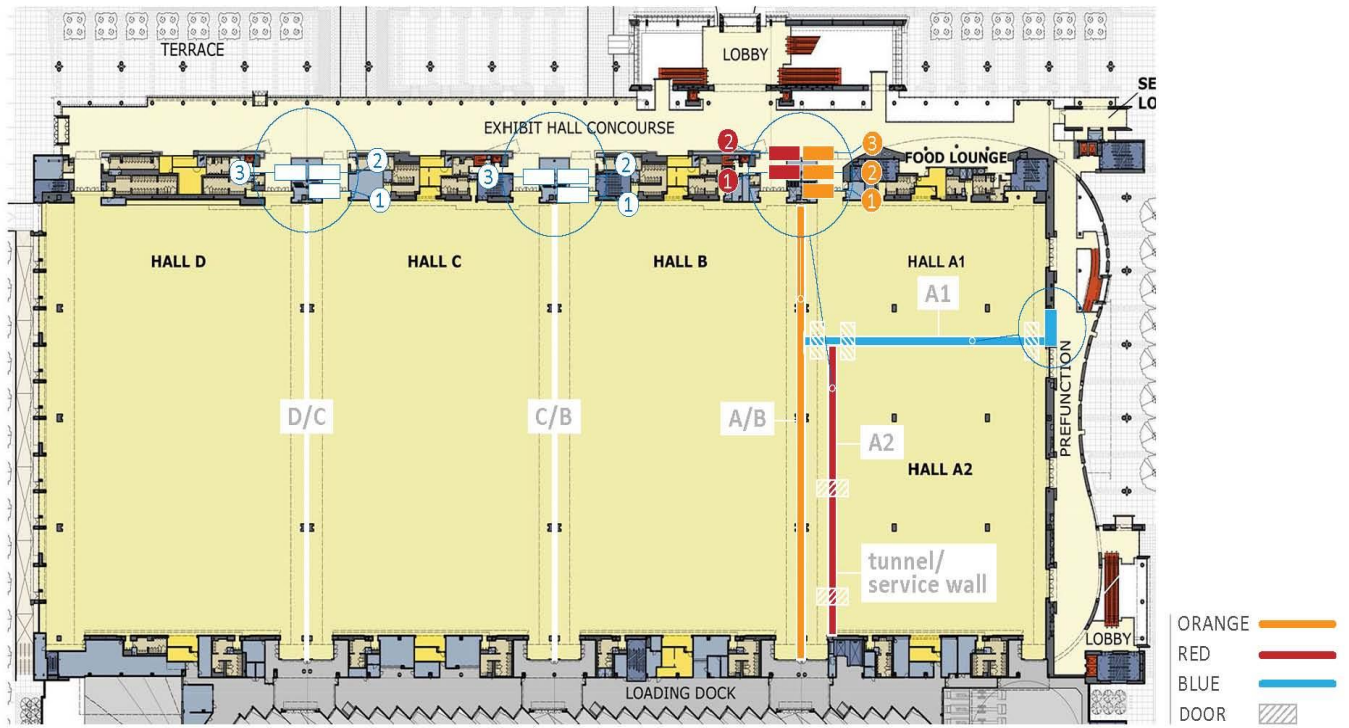 TERRACE
LOBBY
SE
LO
EXHIBIT HALL CONCOURSE
2
3
FOOD LOUNGE
3
2
3
2
1
2
1
1
1
HALL D
HALL C
HALL B
HALL A1
A1
D/C
C/B
A/B
A2
HALL A2
PREFUNCTION
tunnel/
service wall
LOBBY
LOADING DOCK
ORANGE
RED
BLUE
DOOR